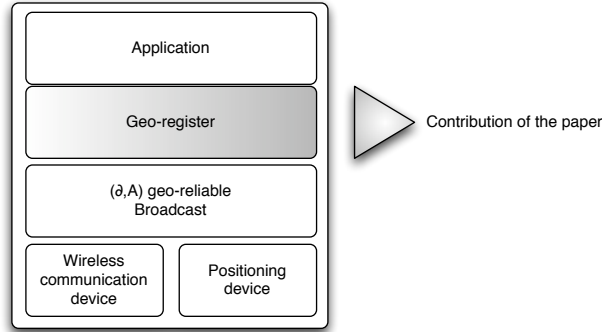 Application
Geo-register
Contribution of the paper
(∂,A) geo-reliable
Broadcast
Wireless
communication
device
Positioning
device